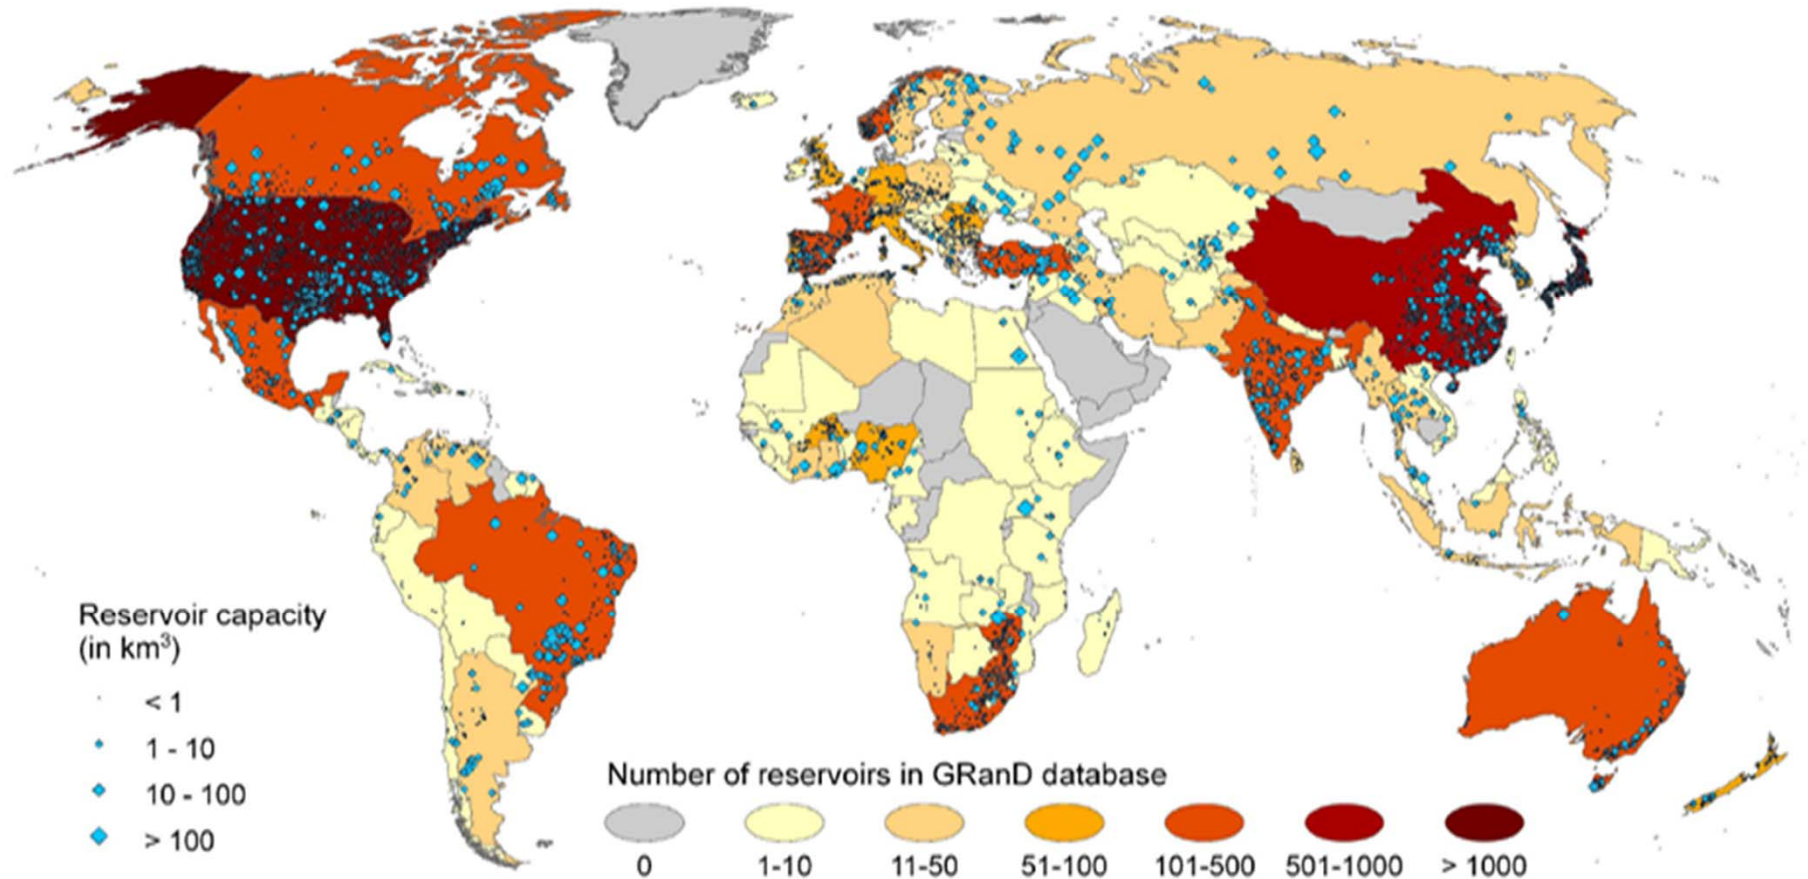 Reservoir capacity
(in km³)
< 1
1 - 10
10 - 100
> 100
Number of reservoirs in GRanD database
0 1-10 11-50 51-100 101-500 501-1000 > 1000